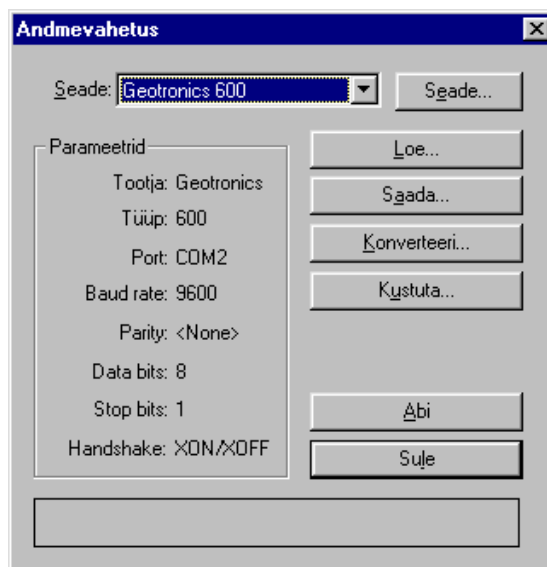 Andmevahetus
Seade: Geotronics 600
Seade...
Parameetrid
Tootja: Geotronics
Tüüp: 600
Port: COM2
Baud rate: 9600
Parity: <None>
Data bits: 8
Stop bits: 1
Handshake: XON/XOFF
Loe...
Saada...
Konverteeri...
Kustuta...
Abi
Sule